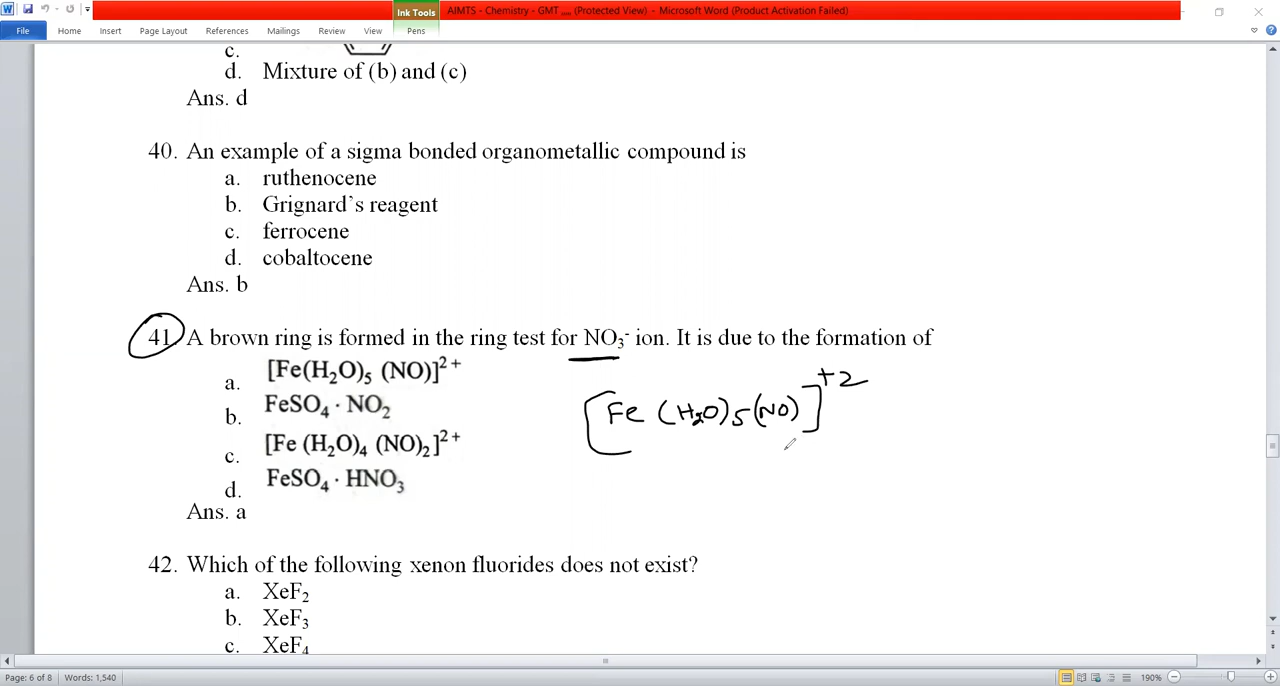 Ink Tools
AIMTS - Chemistry - GMT ,,,, (Protected View) - Microsoft Word (Product Activation Failed)
File Home Insert Page Layout References Mailings Review View Pens
c.
d. Mixture of (b) and (c)
Ans. d
40. An example of a sigma bonded organometallic compound is
a. ruthenocene
b. Grignard's reagent
c. ferrocene
d. cobaltocene
Ans. b
41. A brown ring is formed in the ring test for NO₃⁻ ion. It is due to the formation of
a. [Fe(H₂O)₅ (NO)]²⁺
b. FeSO₄ · NO₂
c. [Fe (H₂O)₄ (NO)₂]²⁺
d. FeSO₄ · HNO₃
[Fe (H₂O)₅(NO)]⁺²
Ans. a
42. Which of the following xenon fluorides does not exist?
a. XeF₂
b. XeF₃
c. XeF₄
Page: 6 of 8 Words: 1,540 190%